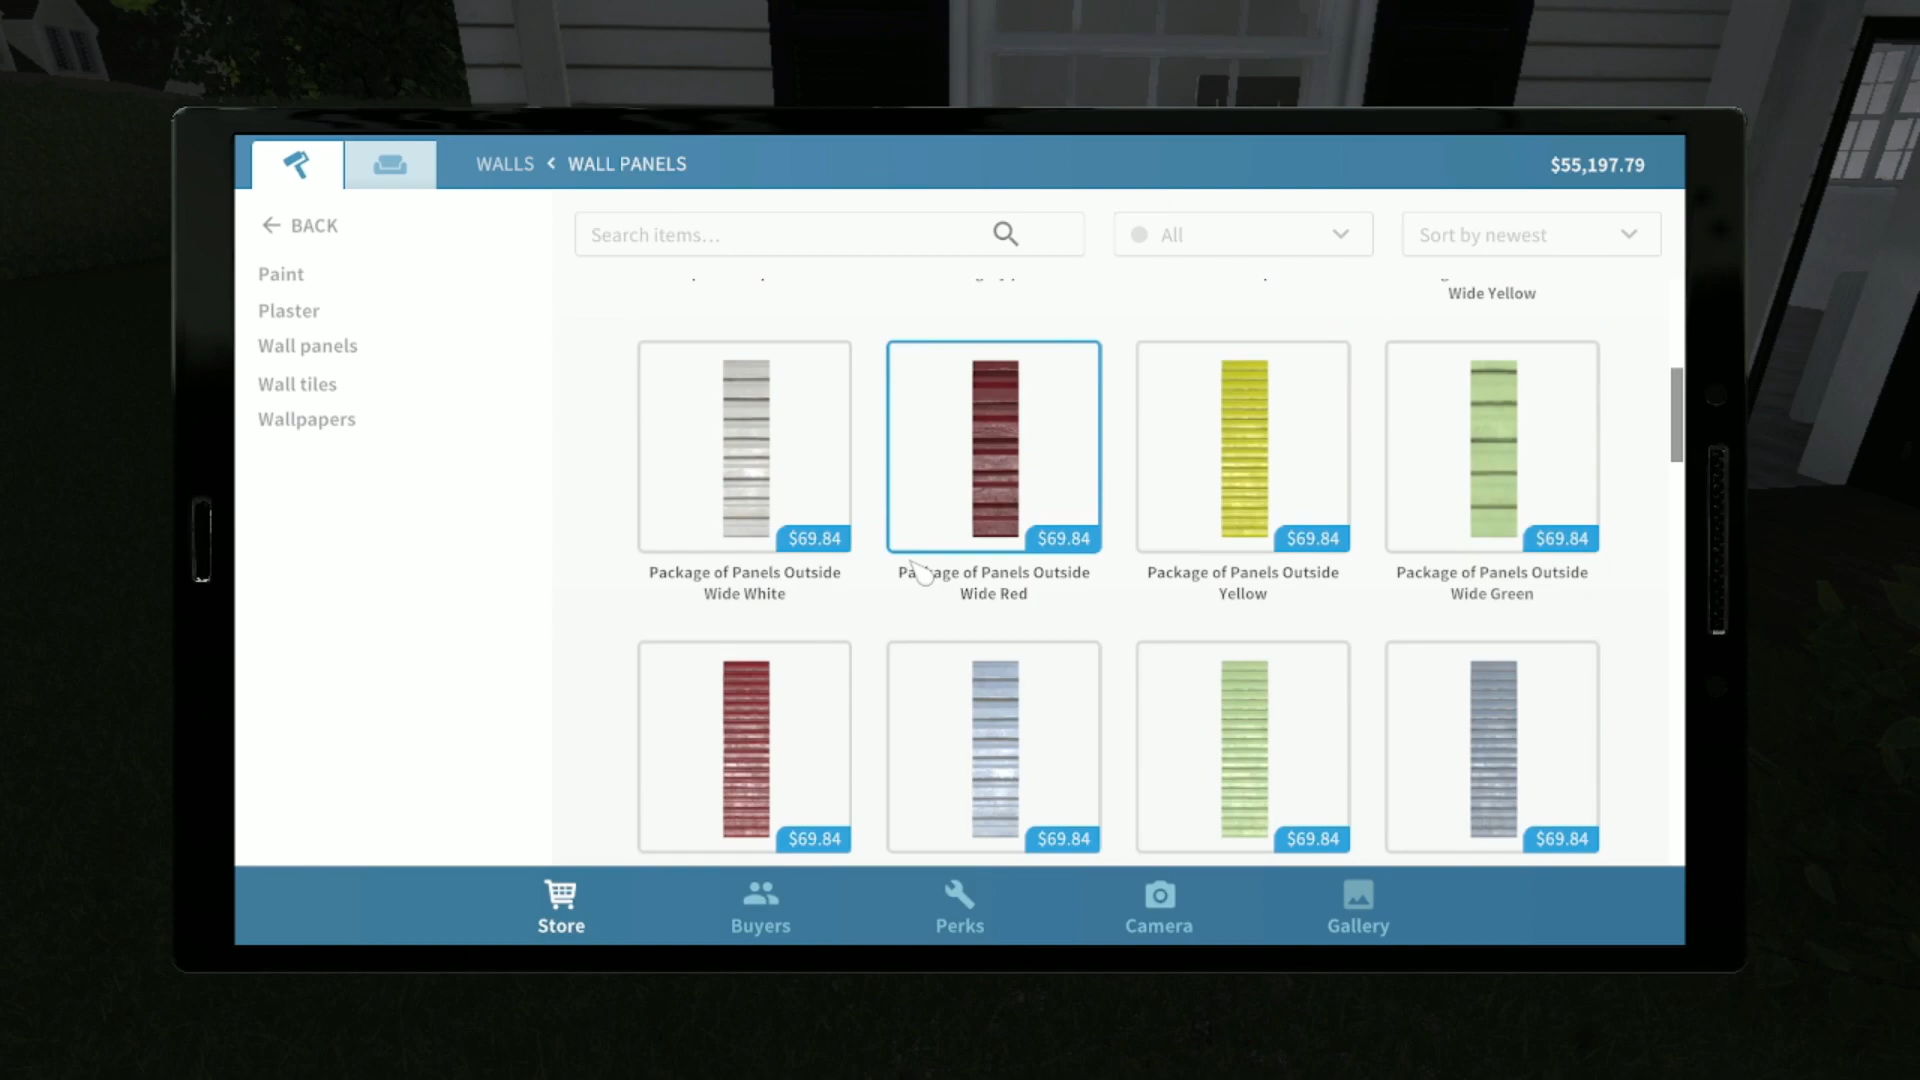 WALLS < WALL PANELS
$55,197.79
BACK
Search items...
All
Sort by newest
Paint
Plaster
Wall panels
Wall tiles
Wallpapers
Wide Yellow
$69.84
$69.84
$69.84
$69.84
Package of Panels Outside
Wide White
Package of Panels Outside
Wide Red
Package of Panels Outside
Yellow
Package of Panels Outside
Wide Green
$69.84
$69.84
$69.84
$69.84
Store
Buyers
Perks
Camera
Gallery